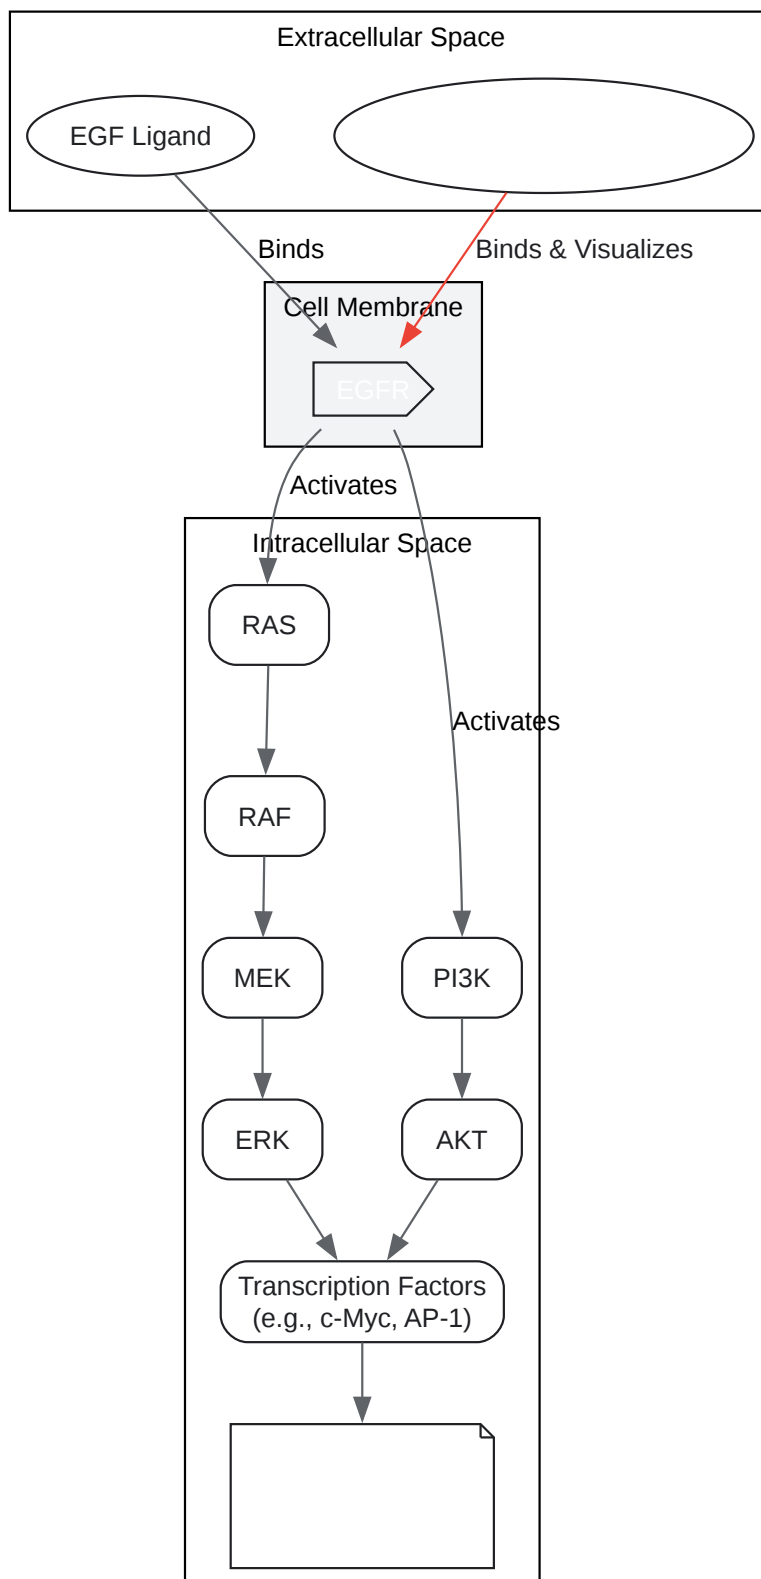 Extracellular Space
EGF Ligand
Binds
Binds & Visualizes
Cell Membrane
EGFR
Activates
Intracellular Space
RAS
Activates
RAF
MEK
PI3K
ERK
AKT
Transcription Factors
(e.g., c-Myc, AP-1)